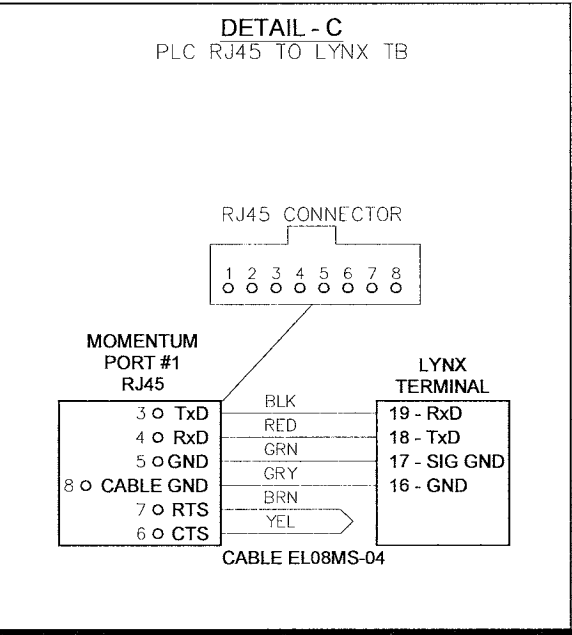 DETAIL - C
PLC RJ45 TO LYNX TB
RJ45 CONNECTOR
1 2 3 4 5 6 7 8
MOMENTUM
PORT #1
RJ45
LYNX
TERMINAL
3 TxD BLK 19 - RxD
4 RxD RED 18 - TxD
5 GND GRN 17 - SIG GND
8 CABLE GND GRY 16 - GND
7 RTS BRN
6 CTS YEL
CABLE EL08MS-04